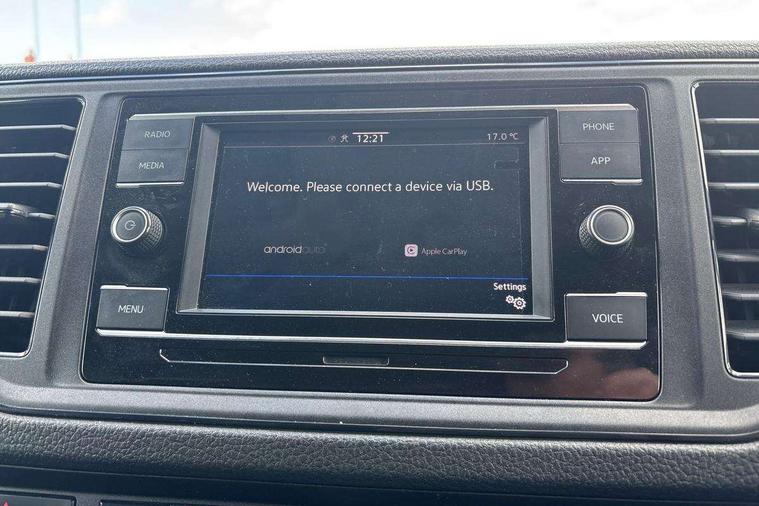 RADIO
MEDIA
MENU
12:21
17.0 °C
Welcome. Please connect a device via USB.
androidauto
Apple CarPlay
Settings
PHONE
APP
VOICE